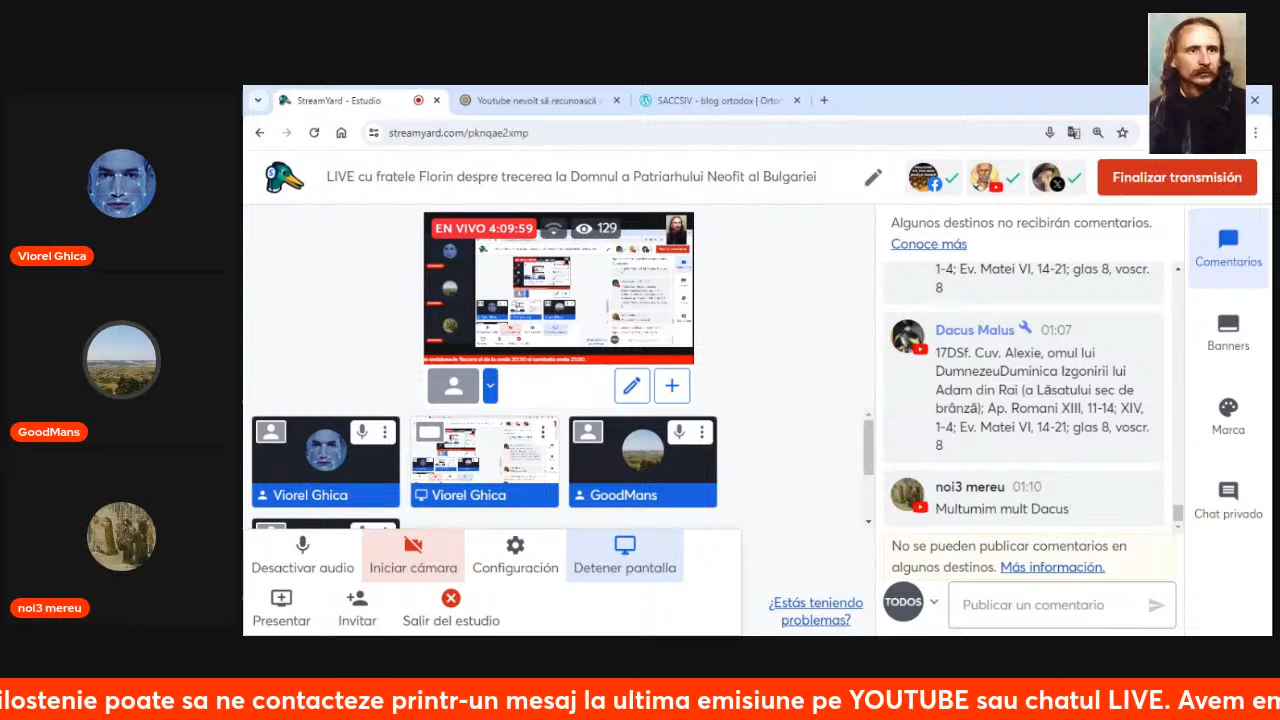 StreamYard - Estudio
Youtube nevoit să recunoască
SACCSIV - blog ortodox | Orto
streamyard.com/pknqae2xmp
LIVE cu fratele Florin despre trecerea la Domnul a Patriarhului Neofit al Bulgariei
Finalizar transmisión
Viorel Ghica
GoodMans
noi3 mereu
EN VIVO 4:09:59
129
Viorel Ghica
Viorel Ghica
GoodMans
Desactivar audio
Iniciar cámara
Configuración
Detener pantalla
Presentar
Invitar
Salir del estudio
¿Estás teniendo
problemas?
Algunos destinos no recibirán comentarios.
Conoce más
1-4; Ev. Matei VI, 14-21; glas 8, voscr.
8
Dacus Malus 01:07
17DSf. Cuv. Alexie, omul lui
DumnezeuDuminica Izgonirii lui
Adam din Rai (a Lăsatului sec de
brânză); Ap. Romani XIII, 11-14; XIV,
1-4; Ev. Matei VI, 14-21; glas 8, voscr.
8
noi3 mereu 01:10
Multumim mult Dacus
No se pueden publicar comentarios en
algunos destinos. Más información.
TODOS
Publicar un comentario
Comentarios
Banners
Marca
Chat privado
ilostenie poate sa ne contacteze printr-un mesaj la ultima emisiune pe YOUTUBE sau chatul LIVE. Avem en